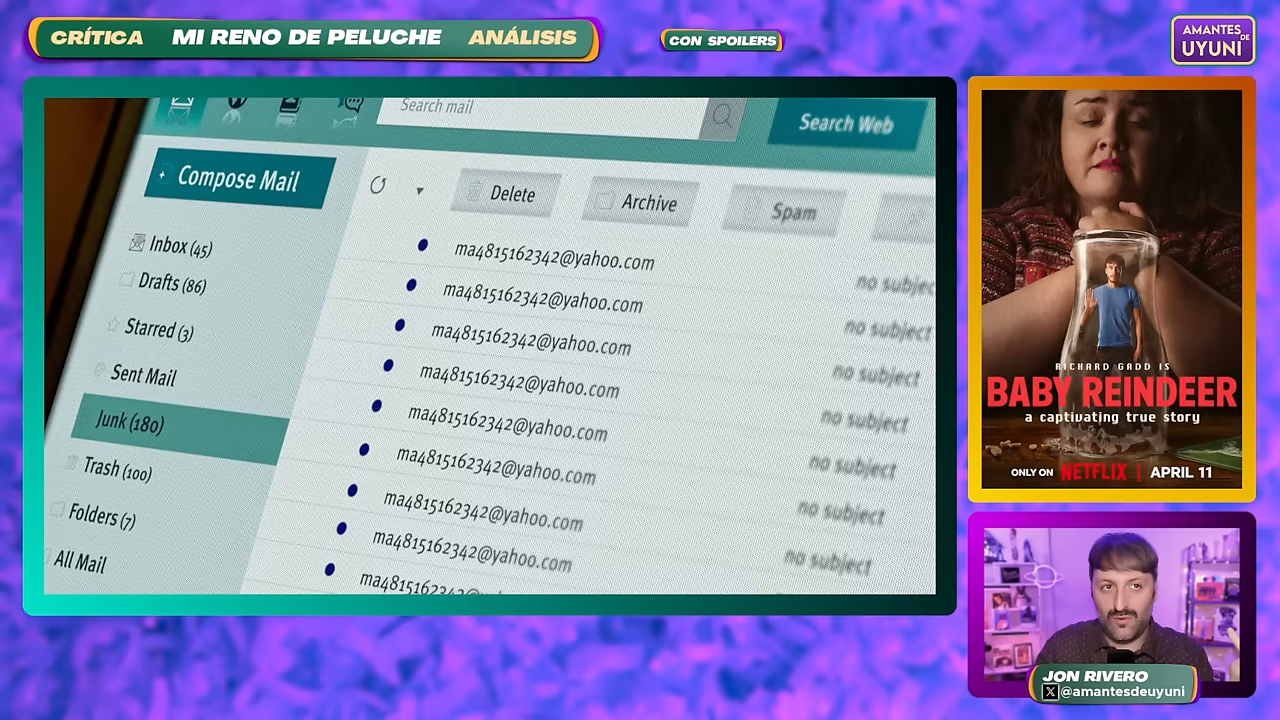 CRÍTICA MI RENO DE PELUCHE ANÁLISIS
CON SPOILERS
AMANTES
DE
UYUNI
Search mail
Search Web
+ Compose Mail
Delete
Archive
Spam
Inbox (45)
Drafts (86)
Starred (3)
Sent Mail
Junk (180)
Trash (100)
Folders (7)
All Mail
ma4815162342@yahoo.com
no subject
ma4815162342@yahoo.com
no subject
ma4815162342@yahoo.com
no subject
ma4815162342@yahoo.com
no subject
ma4815162342@yahoo.com
no subject
ma4815162342@yahoo.com
no subject
ma4815162342@yahoo.com
no subject
ma4815162342@yahoo.com
ma4815162342@yahoo.com
RICHARD GADD IS
BABY REINDEER
a captivating true story
ONLY ON NETFLIX | APRIL 11
JON RIVERO
X @amantesdeuyuni